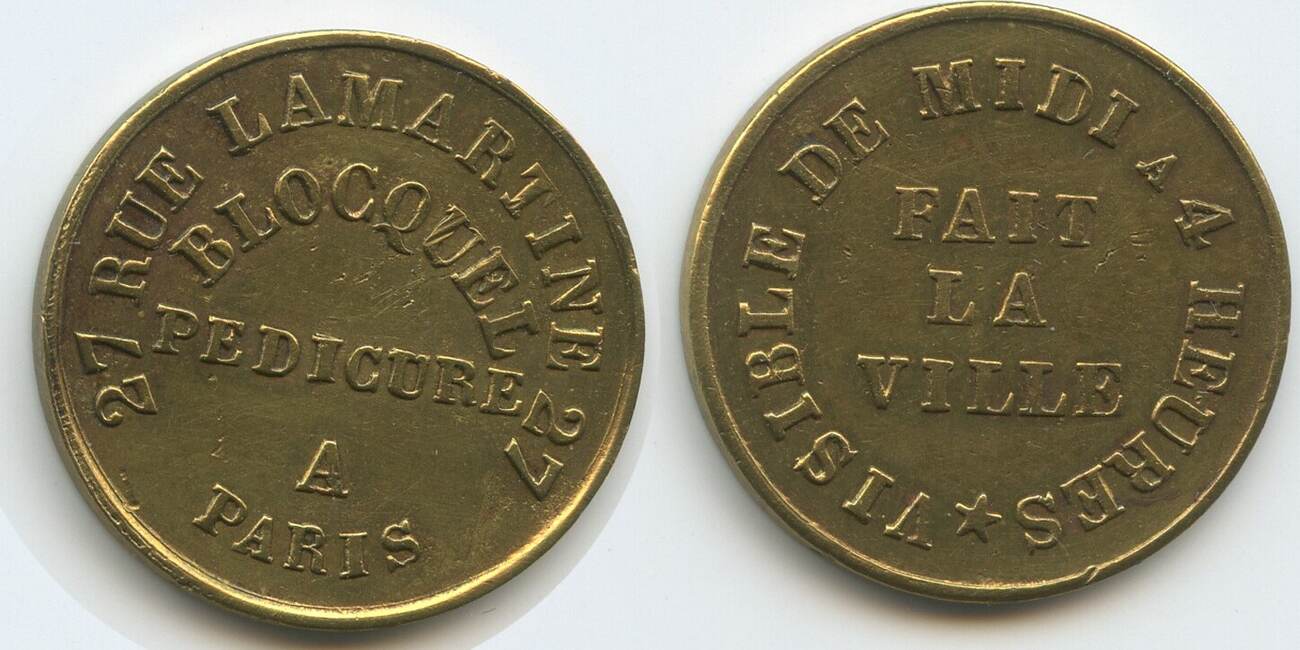 27 RUE LAMARTINE 27
BLOCQUEL
PEDICURE
A
PARIS
VISIBLE DE MIDI A 4 HEURES
FAIT
LA
VILLE